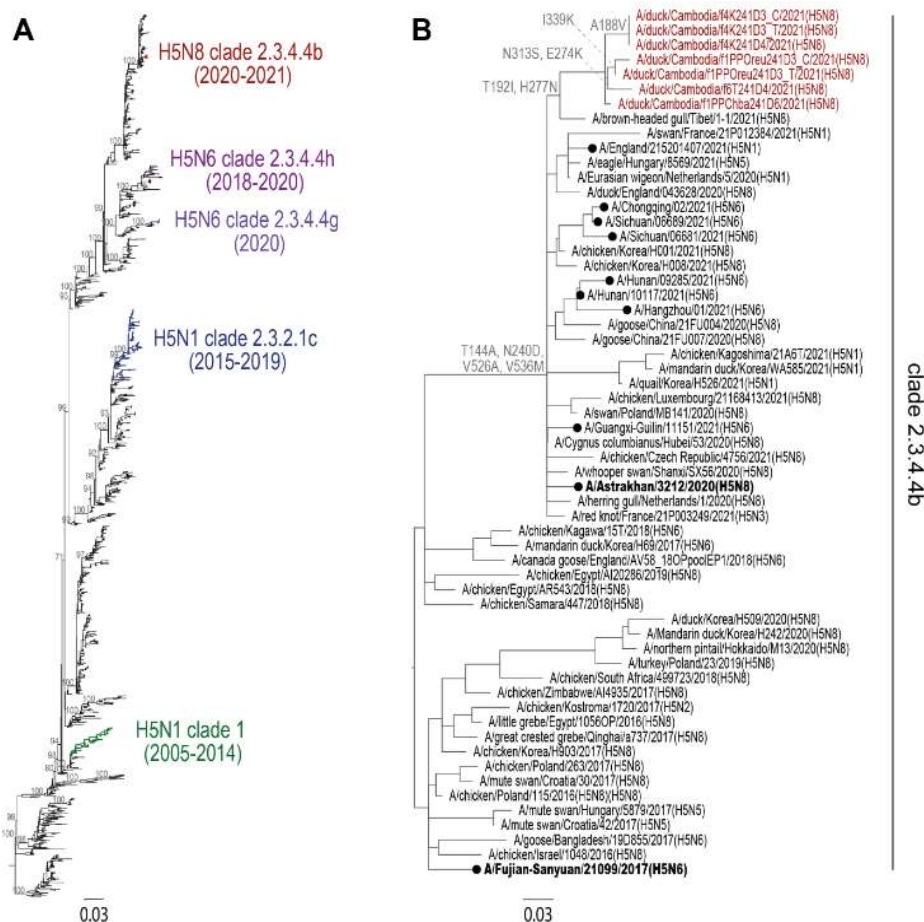 A
H5N8 clade 2.3.4.4b
(2020-2021)
H5N6 clade 2.3.4.4h
(2018-2020)
H5N6 clade 2.3.4.4g
(2020)
H5N1 clade 2.3.2.1c
(2015-2019)
H5N1 clade 1
(2005-2014)
0.03
B
I339K
A188V
N313S, E274K
T192I, H277N
A/duck/Cambodia/f4K241D3_C/2021(H5N8)
A/duck/Cambodia/f4K241D3_T/2021(H5N8)
A/duck/Cambodia/f4K241D4/2021(H5N8)
A/duck/Cambodia/f1PPOreu241D3_C/2021(H5N8)
A/duck/Cambodia/f1PPOreu241D3_T/2021(H5N8)
A/duck/Cambodia/f6T241D4/2021(H5N8)
A/duck/Cambodia/f1PPChba241D6/2021(H5N8)
A/brown-headed gull/Tibet/1-1/2021(H5N8)
A/swan/France/21P012384/2021(H5N1)
A/England/215201407/2021(H5N1)
A/eagle/Hungary/8569/2021(H5N5)
A/Eurasian wigeon/Netherlands/5/2020(H5N1)
A/duck/England/043628/2020(H5N8)
A/Chongqing/02/2021(H5N6)
A/Sichuan/06689/2021(H5N6)
A/Sichuan/06681/2021(H5N6)
A/chicken/Korea/H001/2021(H5N8)
A/chicken/Korea/H008/2021(H5N8)
A/Hunan/09285/2021(H5N6)
A/Hunan/10117/2021(H5N6)
A/Hangzhou/01/2021(H5N6)
A/goose/China/21FU004/2020(H5N8)
A/goose/China/21FU007/2020(H5N8)
T144A, N240D,
V526A, V536M
A/chicken/Kagoshima/21A6T/2021(H5N1)
A/mandarin duck/Korea/WA585/2021(H5N1)
A/quail/Korea/H526/2021(H5N1)
A/chicken/Luxembourg/21168413/2021(H5N8)
A/swan/Poland/MB141/2020(H5N8)
A/Guangxi-Guilin/11151/2021(H5N6)
A/Cygnus columbianus/Hubei/53/2020(H5N8)
A/chicken/Czech Republic/4756/2021(H5N8)
A/whooper swan/Shanxi/SX56/2020(H5N8)
A/Astrakhan/3212/2020(H5N8)
A/herring gull/Netherlands/1/2020(H5N8)
A/red knot/France/21P003249/2021(H5N3)
A/chicken/Kagawa/15T/2018(H5N6)
A/mandarin duck/Korea/H69/2017(H5N6)
A/canada goose/England/AV58_18OPpoolEP1/2018(H5N6)
A/chicken/Egypt/AI20286/2019(H5N8)
A/chicken/Egypt/AR543/2018(H5N8)
A/chicken/Samara/447/2018(H5N8)
A/duck/Korea/H509/2020(H5N8)
A/Mandarin duck/Korea/H242/2020(H5N8)
A/northern pintail/Hokkaido/M13/2020(H5N8)
A/turkey/Poland/23/2019(H5N8)
A/chicken/South Africa/499723/2018(H5N8)
A/chicken/Zimbabwe/AI4935/2017(H5N8)
A/chicken/Kostroma/1720/2017(H5N2)
A/little grebe/Egypt/1056OP/2016(H5N8)
A/great crested grebe/Qinghai/a737/2017(H5N8)
A/chicken/Korea/H903/2017(H5N8)
A/chicken/Poland/263/2017(H5N8)
A/mute swan/Croatia/30/2017(H5N8)
A/chicken/Poland/115/2016(H5N8)(H5N8)
A/mute swan/Hungary/5879/2017(H5N5)
A/mute swan/Croatia/42/2017(H5N5)
A/goose/Bangladesh/19D855/2017(H5N6)
A/chicken/Israel/1048/2016(H5N8)
A/Fujian-Sanyuan/21099/2017(H5N6)
0.03
clade 2.3.4.4b